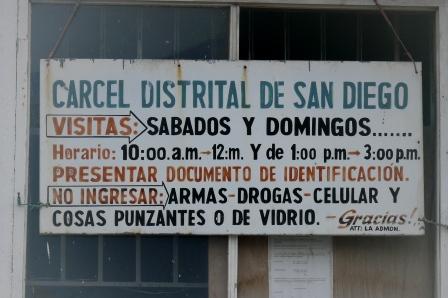 CARCEL DISTRITAL DE SAN DIEGO
VISITAS: SABADOS Y DOMINGOS.......
Horario: 10:00.a.m.→12:m. Y de 1:00 p.m.→3:00 p.m.
PRESENTAR DOCUMENTO DE IDENTIFICACIÓN.
NO INGRESAR: ARMAS-DROGAS-CELULAR Y
COSAS PUNZANTES O DE VIDRIO. -Gracias!
ATT: LA ADMON.